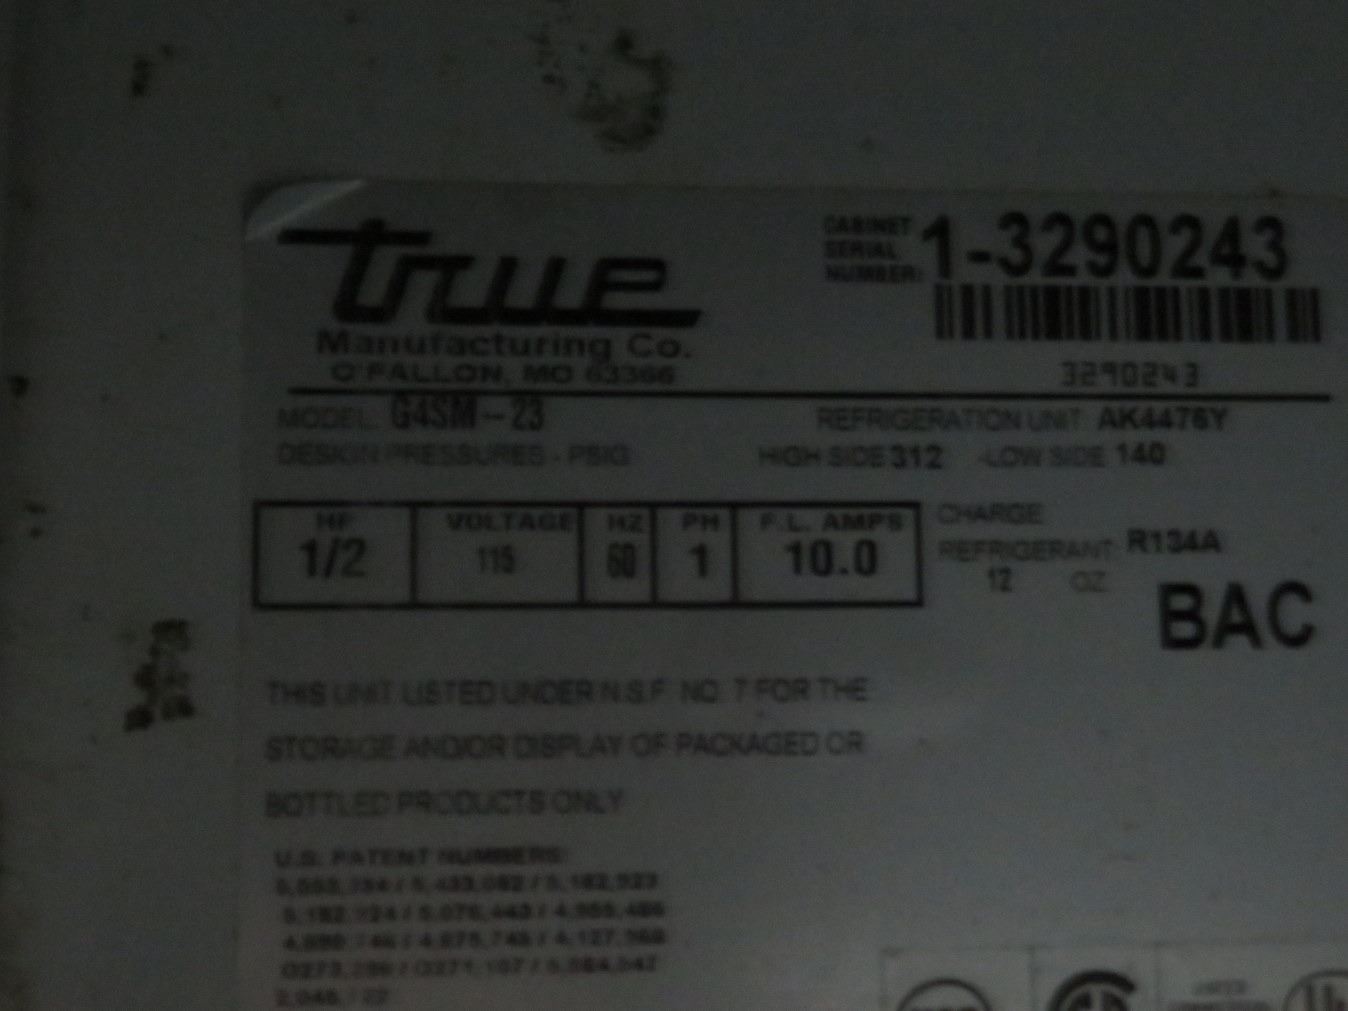 true
Manufacturing Co.
O'FALLON, MO 63366
CABINET
SERIAL
NUMBER: 1-3290243
3290243
MODEL: G4SM-23 REFRIGERATION UNIT: AK4476Y
DESIGN PRESSURES - PSIG HIGH SIDE 312 -LOW SIDE 140
HP VOLTAGE HZ PH F.L. AMPS
1/2 115 60 1 10.0
CHARGE
REFRIGERANT: R134A
12 OZ.
BAC
THIS UNIT LISTED UNDER N.S.F. NO. 7 FOR THE
STORAGE AND/OR DISPLAY OF PACKAGED OR
BOTTLED PRODUCTS ONLY
U.S. PATENT NUMBERS: